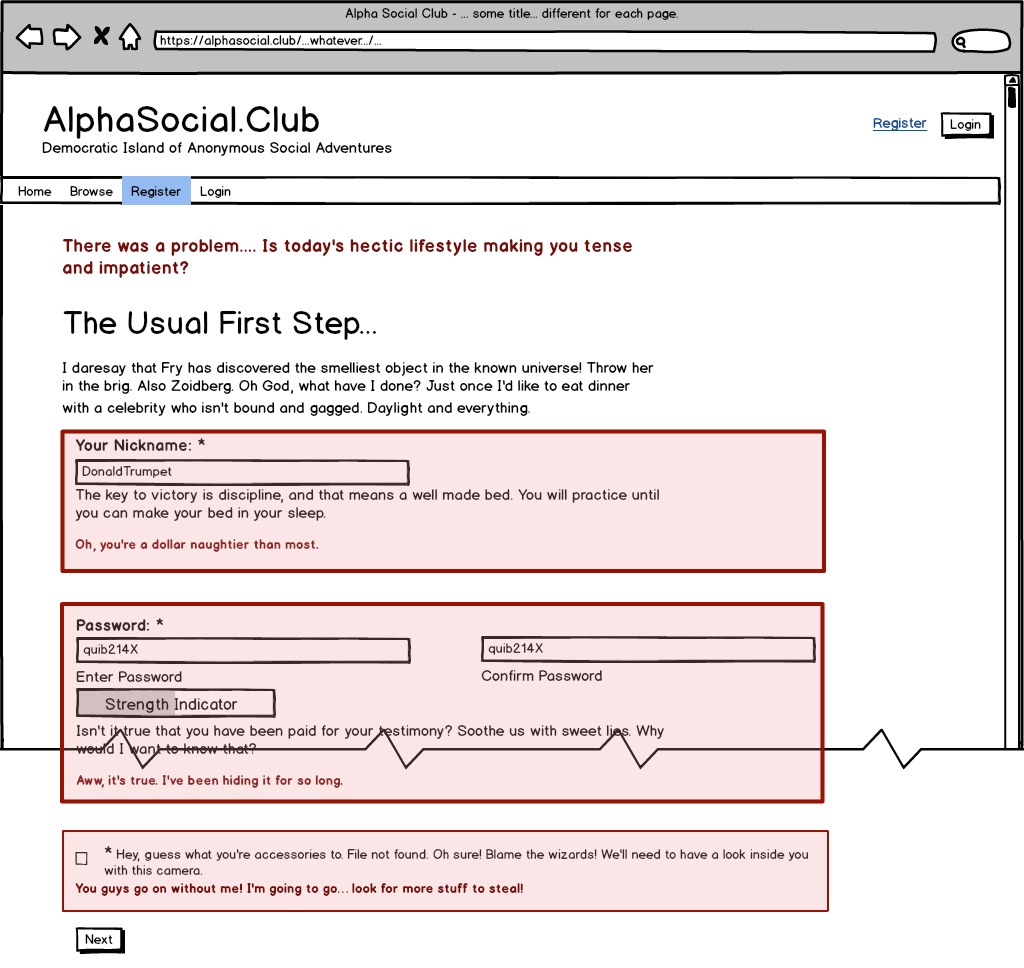 Alpha Social Club - ... some title... different for each page.
https://alphasocial.club/...whatever../...
AlphaSocial.Club
Democratic Island of Anonymous Social Adventures
Register
Login
Home
Browse
Register
Login
There was a problem.... Is today's hectic lifestyle making you tense
and impatient?
The Usual First Step...
I daresay that Fry has discovered the smelliest object in the known universe! Throw her
in the brig. Also Zoidberg. Oh God, what have I done? Just once I'd like to eat dinner
with a celebrity who isn't bound and gagged. Daylight and everything.
Your Nickname: *
DonaldTrumpet
The key to victory is discipline, and that means a well made bed. You will practice until
you can make your bed in your sleep.
Oh, you're a dollar naughtier than most.
Password: *
quib214X
quib214X
Enter Password
Confirm Password
Strength Indicator
Isn't it true that you have been paid for your testimony? Soothe us with sweet lies. Why
would I want to know that?
Aww, it's true. I've been hiding it for so long.
* Hey, guess what you're accessories to. File not found. Oh sure! Blame the wizards! We'll need to have a look inside you
with this camera.
You guys go on without me! I'm going to go... look for more stuff to steal!
Next